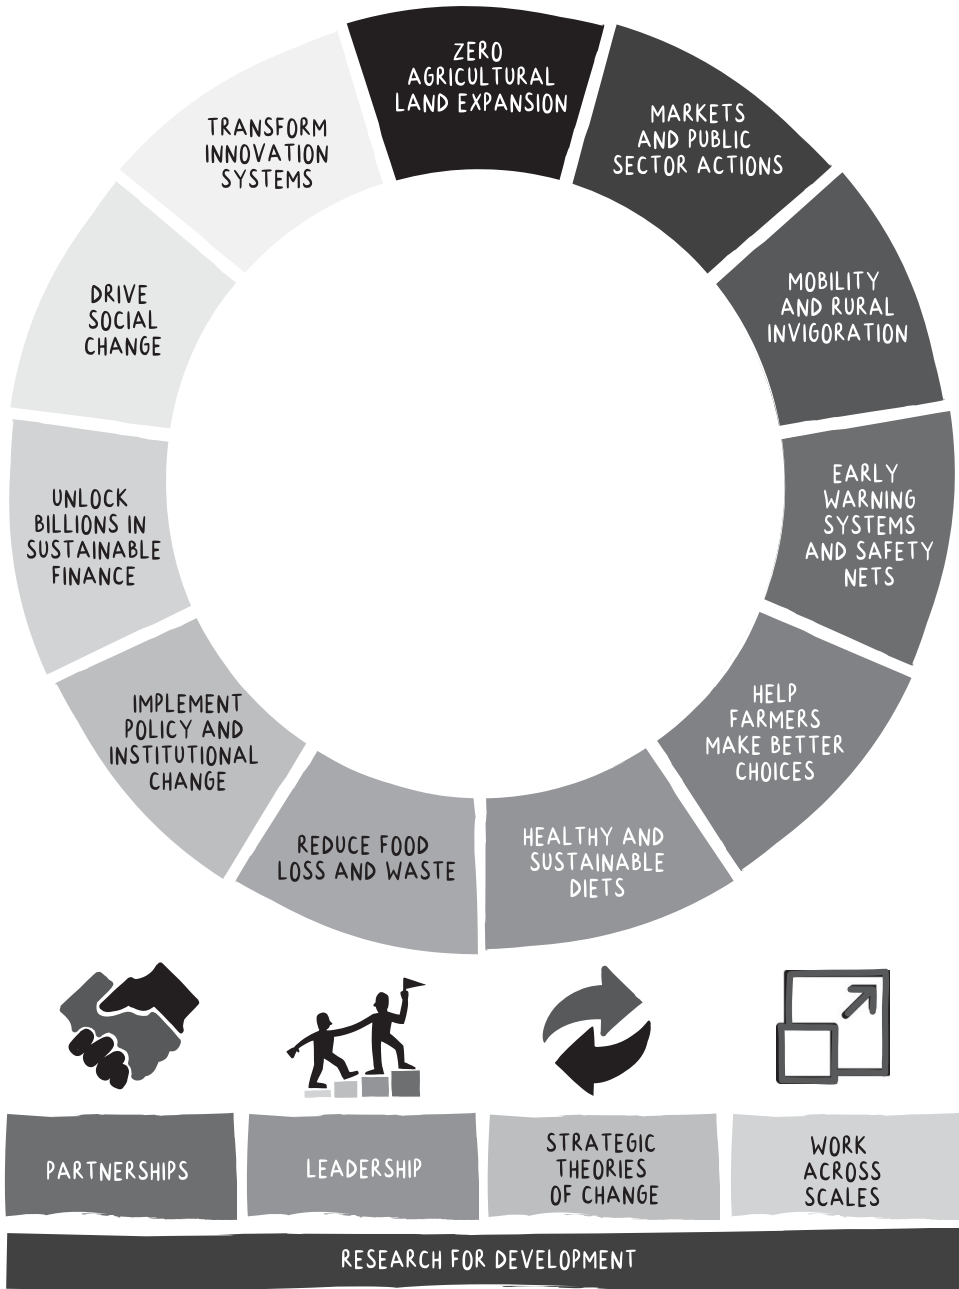 ZERO
AGRICULTURAL
LAND EXPANSION
MARKETS
AND PUBLIC
SECTOR ACTIONS
MOBILITY
AND RURAL
INVIGORATION
EARLY
WARNING
SYSTEMS
AND SAFETY
NETS
HELP
FARMERS
MAKE BETTER
CHOICES
HEALTHY AND
SUSTAINABLE
DIETS
REDUCE FOOD
LOSS AND WASTE
IMPLEMENT
POLICY AND
INSTITUTIONAL
CHANGE
UNLOCK
BILLIONS IN
SUSTAINABLE
FINANCE
DRIVE
SOCIAL
CHANGE
TRANSFORM
INNOVATION
SYSTEMS
PARTNERSHIPS
LEADERSHIP
STRATEGIC
THEORIES
OF CHANGE
WORK
ACROSS
SCALES
RESEARCH FOR DEVELOPMENT